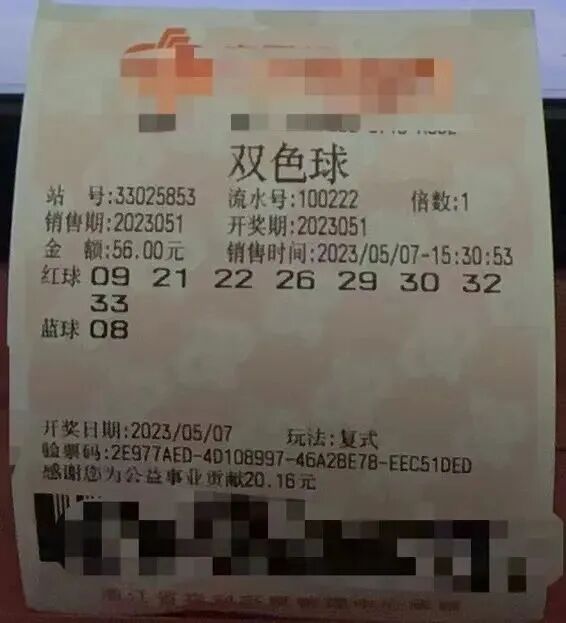 双色球
站 号:33025853 流水号:100222 倍数:1
销售期:2023051 开奖期:2023051
金 额:56.00元 销售时间:2023/05/07-15:30:53
红球 09 21 22 26 29 30 32
33
蓝球 08
开奖日期:2023/05/07 玩法:复式
验票码:2E977AED-4D108997-46A28E78-EEC51DED
感谢您为公益事业贡献20.16元